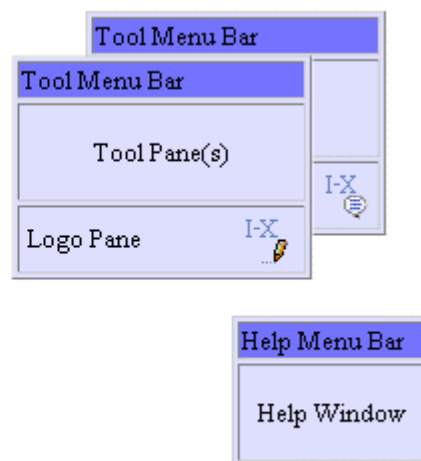 Tool Menu Bar
Tool Menu Bar
Tool Pane(s)
I-X
Logo Pane
I-X
Help Menu Bar
Help Window